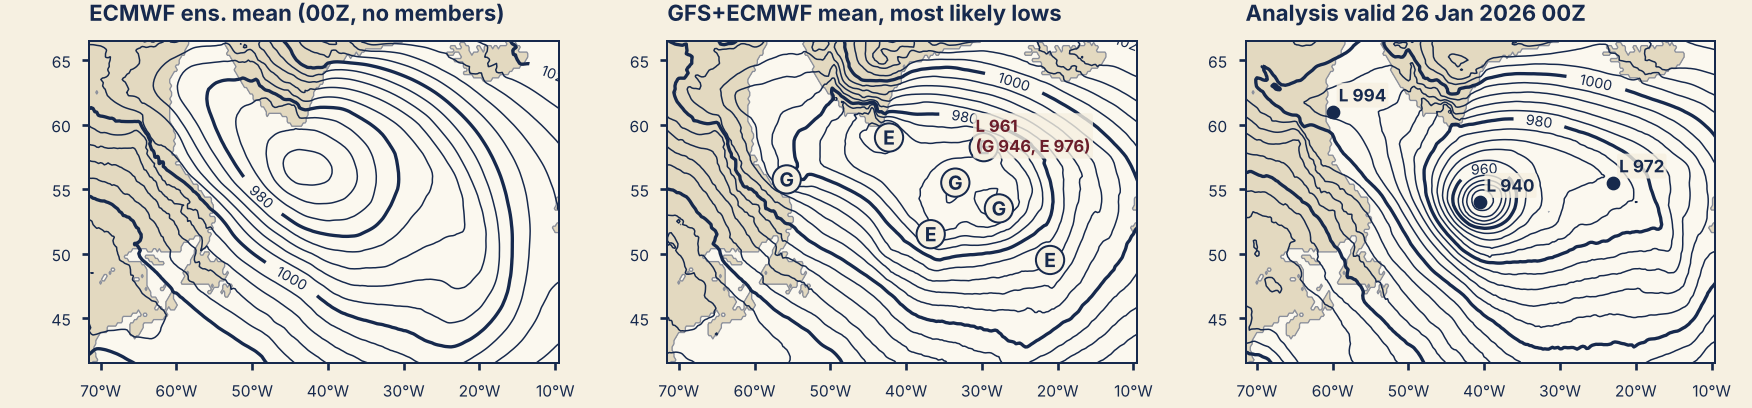 ECMWF ens. mean (00Z, no members)
GFS+ECMWF mean, most likely lows
Analysis valid 26 Jan 2026 00Z
65
60
55
50
45
70°W 60°W 50°W 40°W 30°W 20°W 10°W
980
1000
10
65
60
55
50
45
70°W 60°W 50°W 40°W 30°W 20°W 10°W
1000
980
L 961
(G 946, E 976)
E
G
G
G
E
E
65
60
55
50
45
70°W 60°W 50°W 40°W 30°W 20°W 10°W
L 994
1000
980
960
L 972
L 940